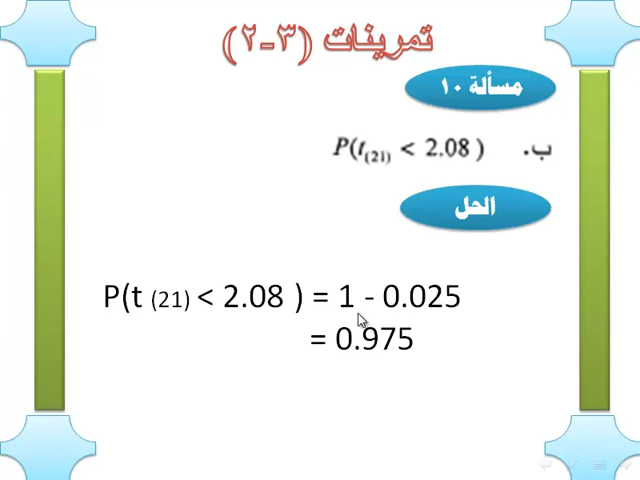 تمرينات (٣-٢)
مسألة ١٠
ب. P(t(21) < 2.08 )
الحل
P(t (21) < 2.08 ) = 1 - 0.025
= 0.975